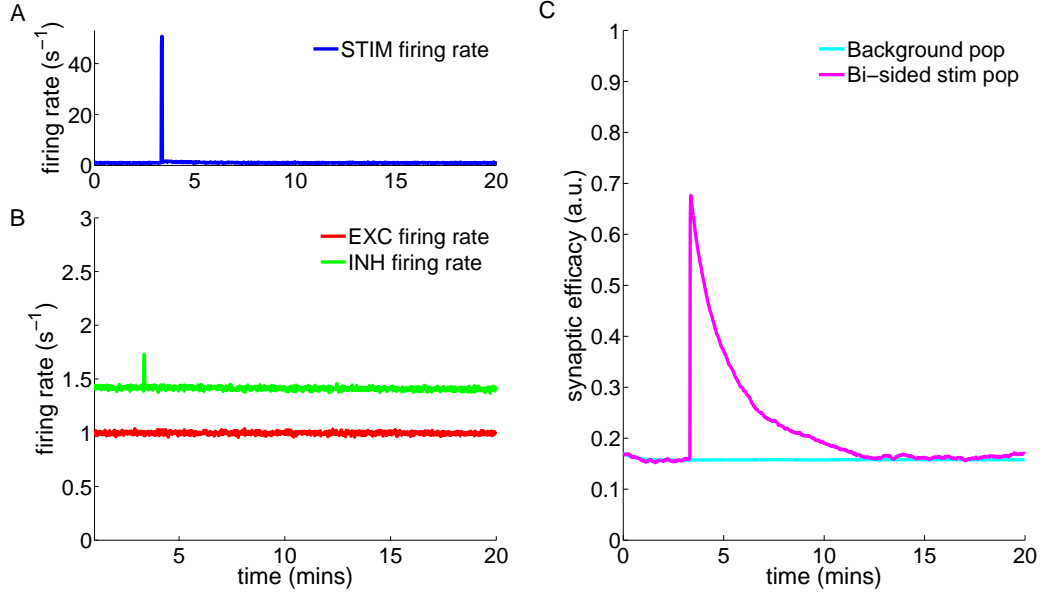 A
firing rate (s⁻¹)
40
20
0
STIM firing rate
0 5 10 15 20
B
firing rate (s⁻¹)
3
2.5
2
1.5
1
0.5
0
EXC firing rate
INH firing rate
5 10 15 20
time (mins)
C
synaptic efficacy (a.u.)
1
0.9
0.8
0.7
0.6
0.5
0.4
0.3
0.2
0.1
0
Background pop
Bi−sided stim pop
0 5 10 15 20
time (mins)